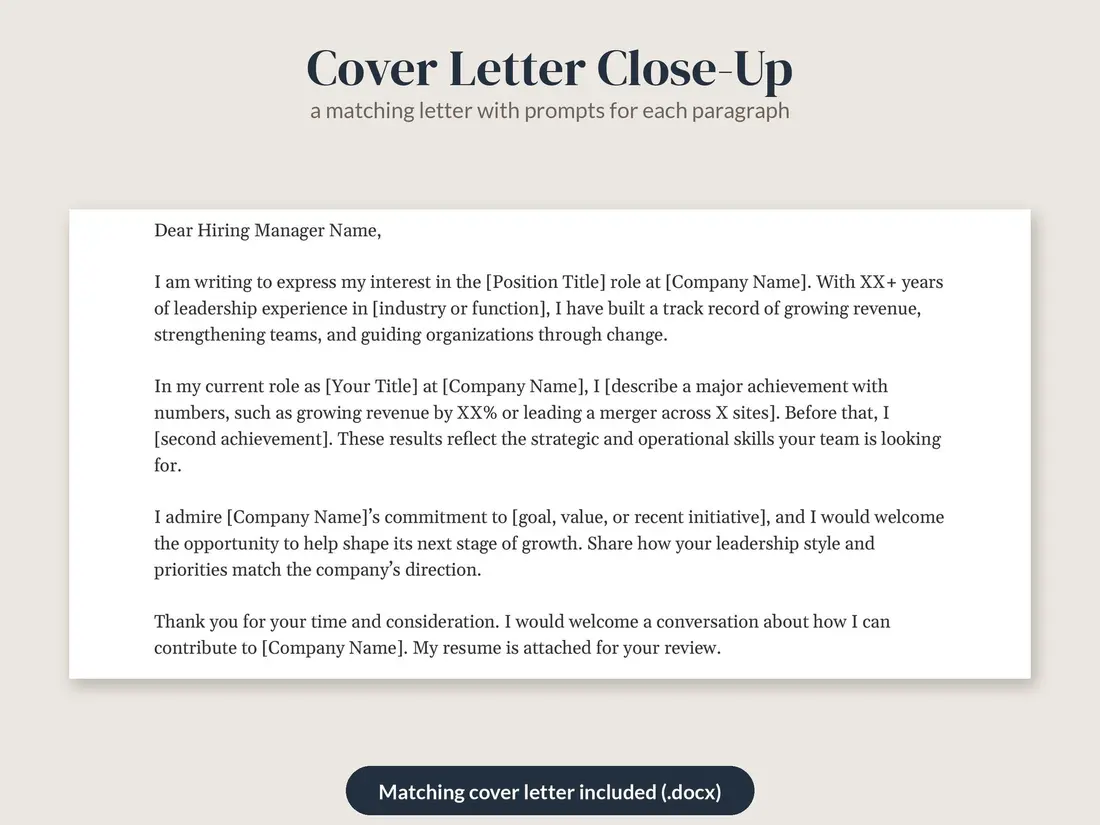 Cover Letter Close-Up
a matching letter with prompts for each paragraph
Dear Hiring Manager Name,
I am writing to express my interest in the [Position Title] role at [Company Name]. With XX+ years
of leadership experience in [industry or function], I have built a track record of growing revenue,
strengthening teams, and guiding organizations through change.
In my current role as [Your Title] at [Company Name], I [describe a major achievement with
numbers, such as growing revenue by XX% or leading a merger across X sites]. Before that, I
[second achievement]. These results reflect the strategic and operational skills your team is looking
for.
I admire [Company Name]’s commitment to [goal, value, or recent initiative], and I would welcome
the opportunity to help shape its next stage of growth. Share how your leadership style and
priorities match the company’s direction.
Thank you for your time and consideration. I would welcome a conversation about how I can
contribute to [Company Name]. My resume is attached for your review.
Matching cover letter included (.docx)